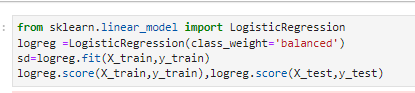 : from sklearn.linear_model import LogisticRegression
logreg =LogisticRegression(class_weight='balanced')
sd=logreg.fit(X_train,y_train)
logreg.score(X_train,y_train),logreg.score(X_test,y_test)